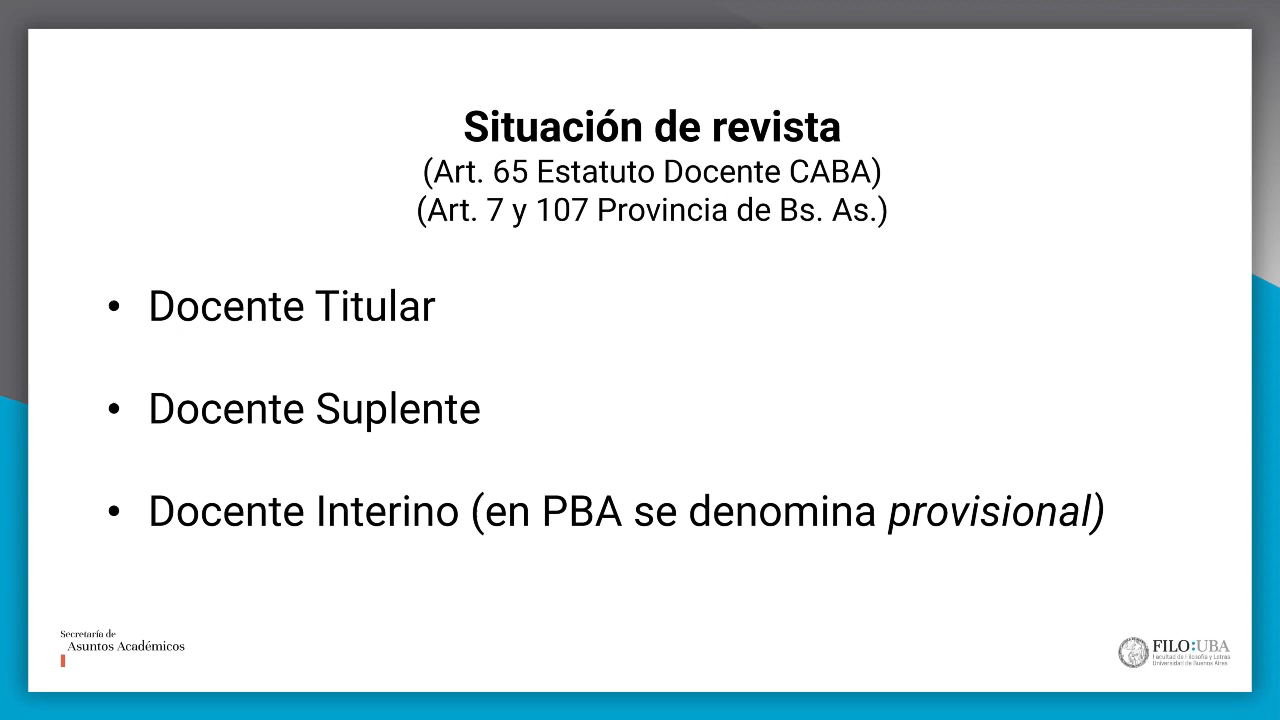 Situación de revista
(Art. 65 Estatuto Docente CABA)
(Art. 7 y 107 Provincia de Bs. As.)
• Docente Titular
• Docente Suplente
• Docente Interino (en PBA se denomina provisional)
Secretaría de
Asuntos Académicos
FILO:UBA
Facultad de Filosofía y Letras
Universidad de Buenos Aires